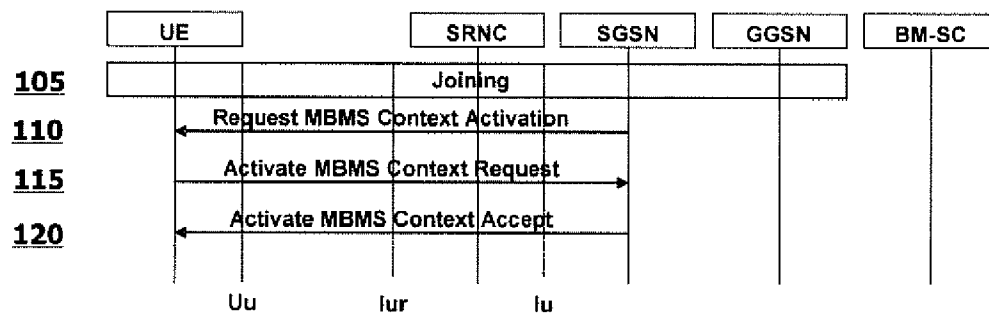 UE SRNC SGSN GGSN BM-SC
105 Joining
110 Request MBMS Context Activation
115 Activate MBMS Context Request
120 Activate MBMS Context Accept
Uu Iur Iu